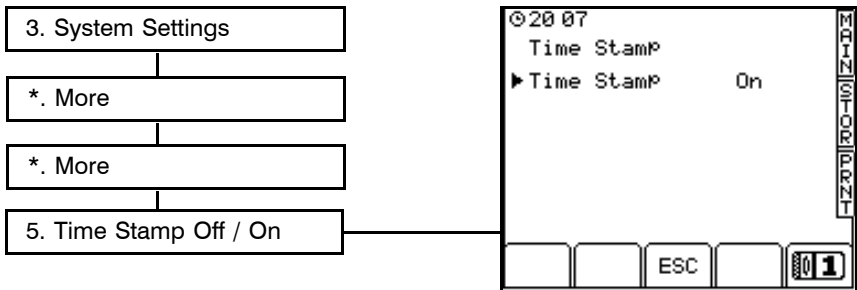 3. System Settings
*. More
*. More
5. Time Stamp Off / On
20 07
Time Stamp
Time Stamp On
MAIN
STOR
PRNT
ESC
1